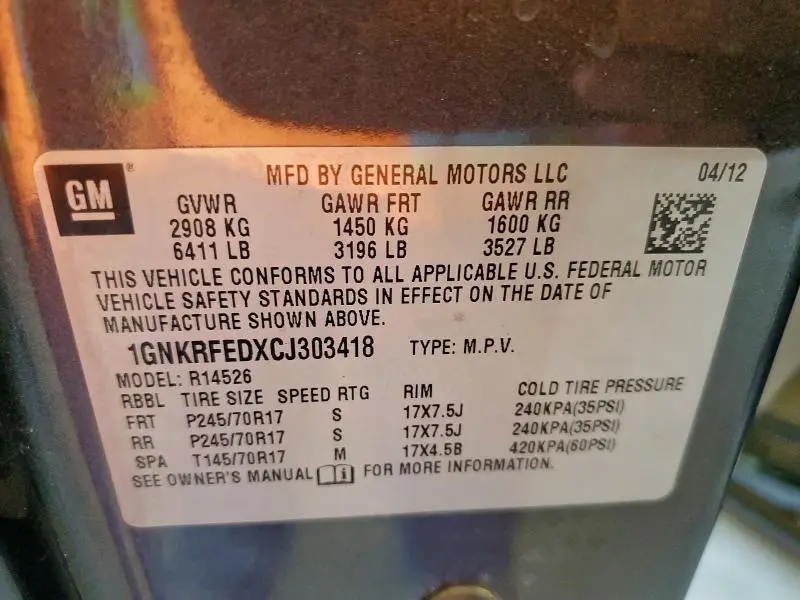 GM
MFD BY GENERAL MOTORS LLC 04/12
GVWR GAWR FRT GAWR RR
2908 KG 1450 KG 1600 KG
6411 LB 3196 LB 3527 LB
THIS VEHICLE CONFORMS TO ALL APPLICABLE U.S. FEDERAL MOTOR
VEHICLE SAFETY STANDARDS IN EFFECT ON THE DATE OF
MANUFACTURE SHOWN ABOVE.
1GNKRFEDXCJ303418 TYPE: M.P.V.
MODEL: R14526
RBBL TIRE SIZE SPEED RTG RIM COLD TIRE PRESSURE
FRT P245/70R17 S 17X7.5J 240KPA(35PSI)
RR P245/70R17 S 17X7.5J 240KPA(35PSI)
SPA T145/70R17 M 17X4.5B 420KPA(60PSI)
SEE OWNER'S MANUAL FOR MORE INFORMATION.